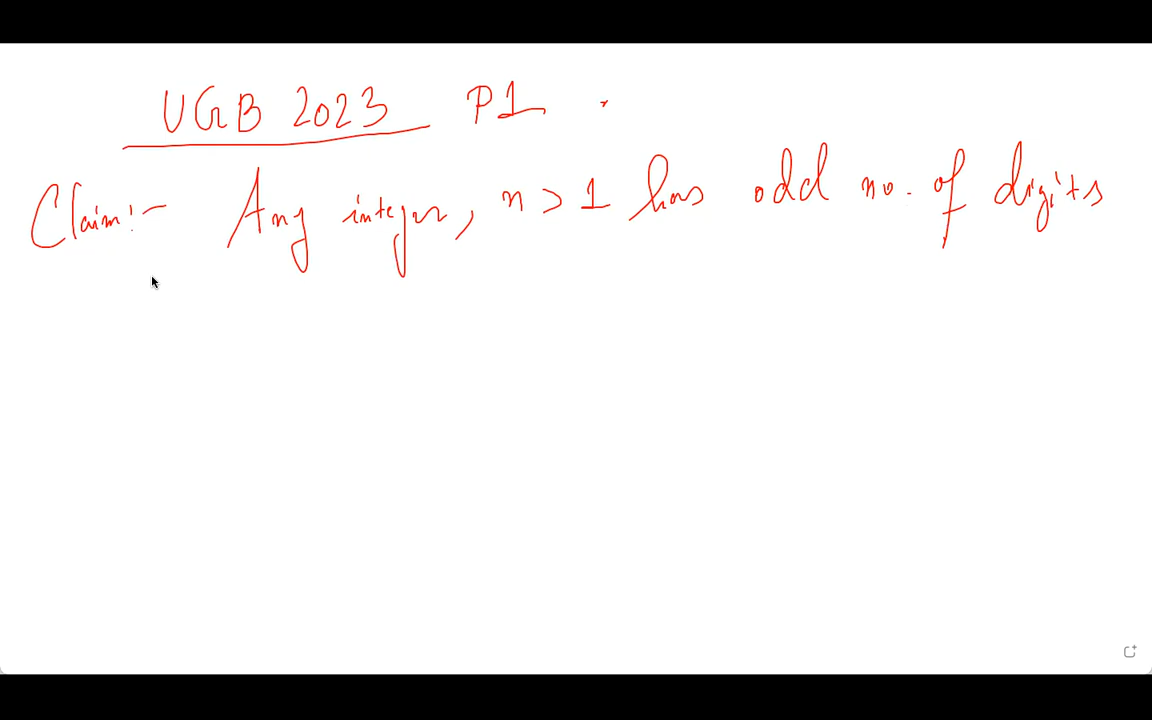 UGB 2023 P1.
Claim:- Any integer, n > 1 has odd no. of digits